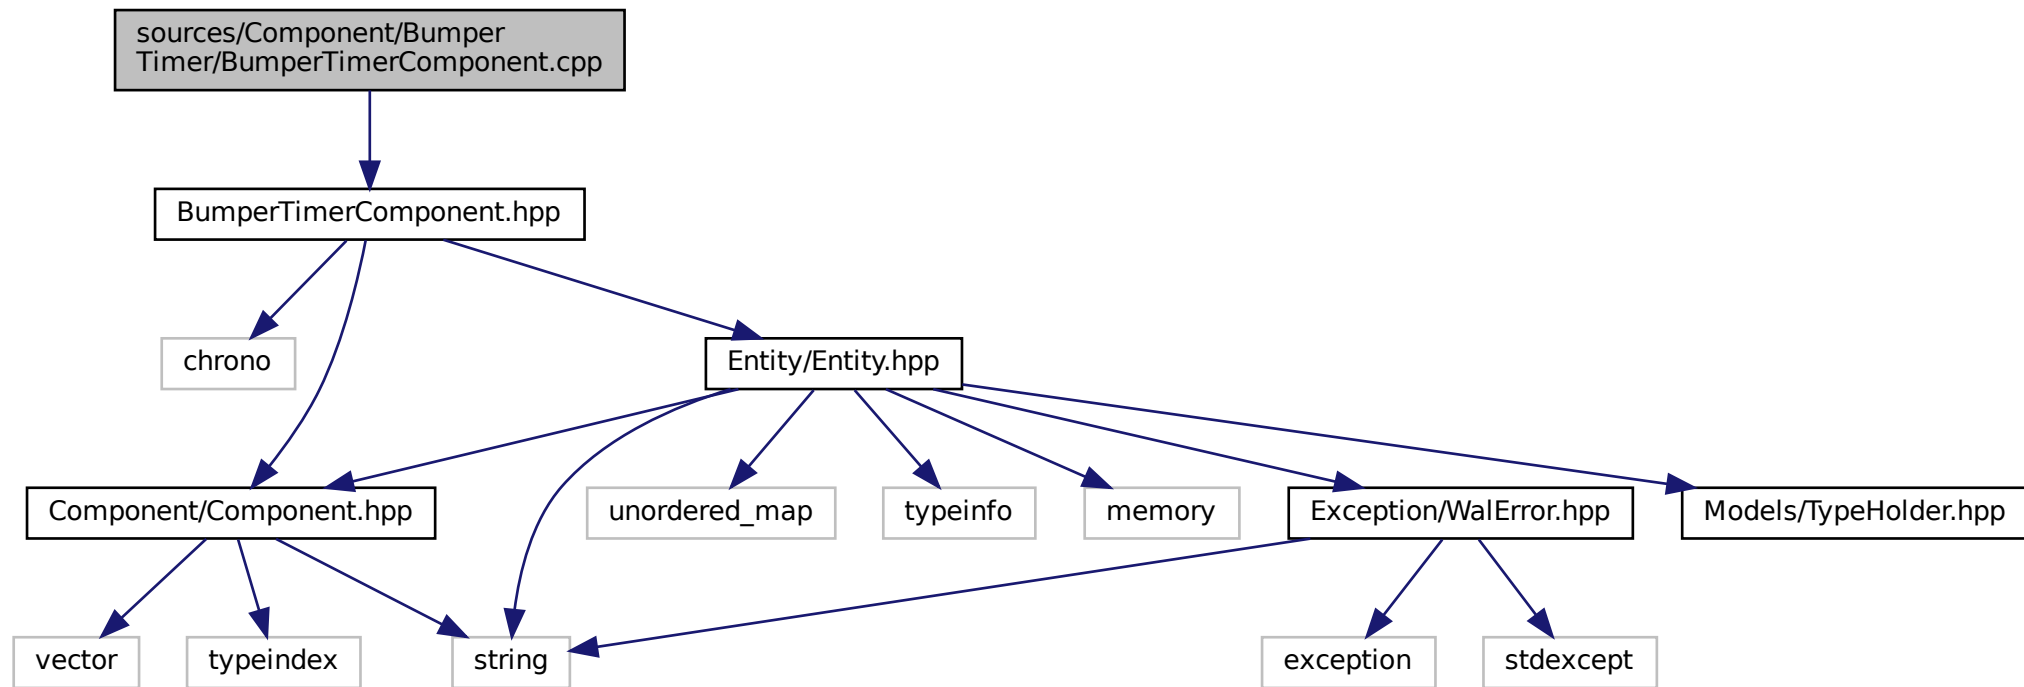 sources/Component/Bumper
Timer/BumperTimerComponent.cpp
BumperTimerComponent.hpp
chrono
Entity/Entity.hpp
Component/Component.hpp
unordered_map
typeinfo
memory
Exception/WalError.hpp
Models/TypeHolder.hpp
vector
typeindex
string
exception
stdexcept